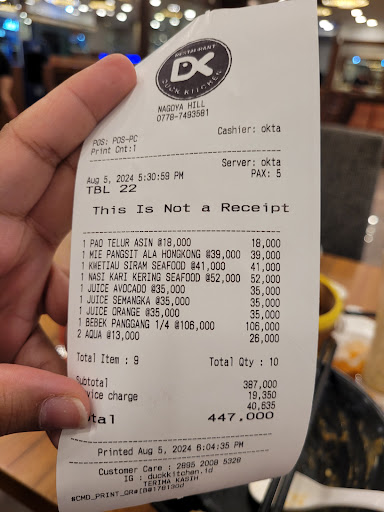 RESTAURANT
DK
DUCK KITCHEN
NAGOYA HILL
0778-7493581
POS: POS-PC Cashier: okta
Print Cnt:1
Server: okta
Aug 5, 2024 5:30:59 PM PAX: 5
TBL 22
This Is Not a Receipt
1 PAO TELUR ASIN @18,000 18,000
1 MIE PANGSIT ALA HONGKONG @39,000 39,000
1 KWETIAU SIRAM SEAFOOD @41,000 41,000
1 NASI KARI KERING SEAFOOD @52,000 52,000
1 JUICE AVOCADO @35,000 35,000
1 JUICE SEMANGKA @35,000 35,000
1 JUICE ORANGE @35,000 35,000
1 BEBEK PANGGANG 1/4 @106,000 106,000
2 AQUA @13,000 26,000
Total Item : 9 Total Qty : 10
Subtotal 387,000
vice charge 19,350
40,635
tal 447,000
Printed Aug 5, 2024 6:04:35 PM
Customer Care : 2895 2008 5328
IG : duckkitchen.id
TERIMA KASIH